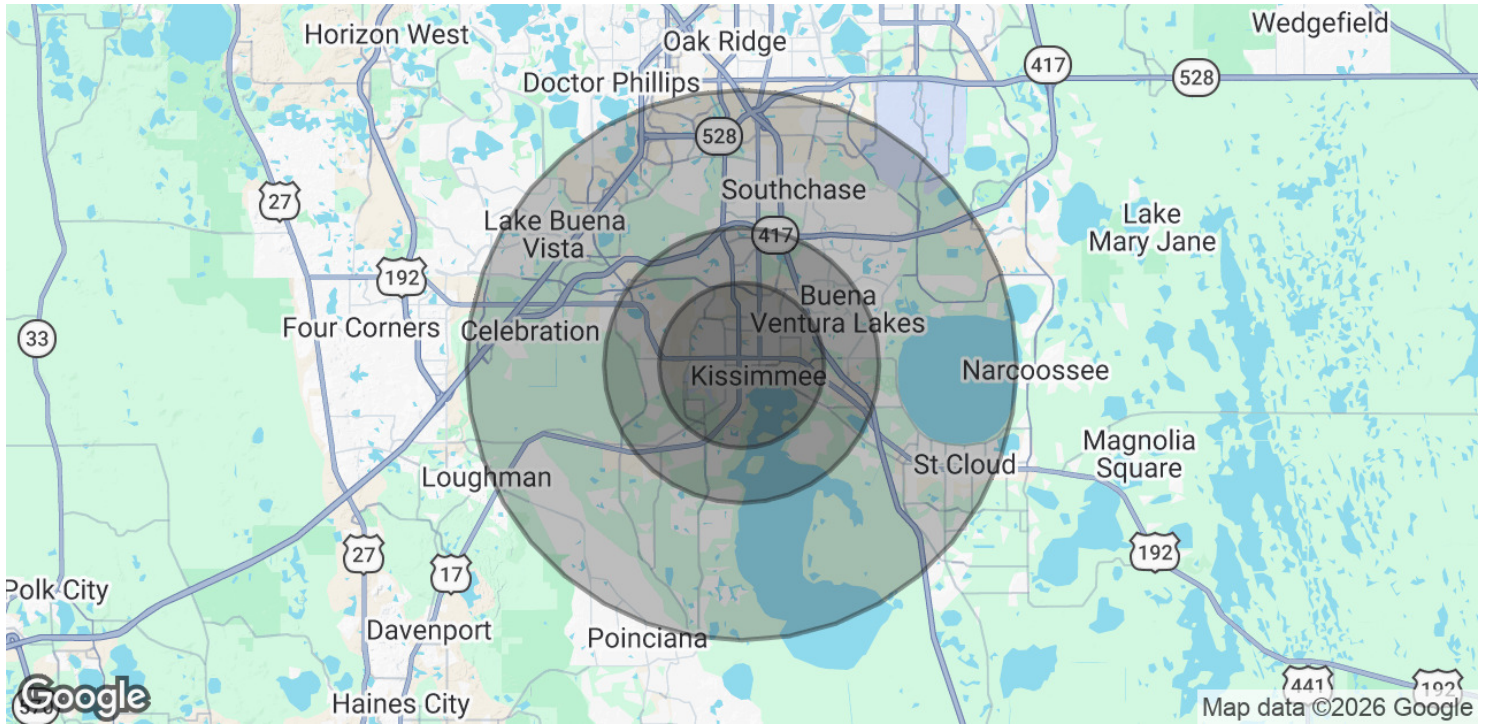 Wedgefield
Horizon West
Oak Ridge
417
528
Doctor Phillips
528
Southchase
27
Lake Buena
Vista
Lake
Mary Jane
417
192
Buena
Ventura Lakes
Four Corners
Celebration
33
Kissimmee
Narcoossee
Magnolia
Square
St Cloud
Loughman
27
192
17
Polk City
Davenport
Poinciana
Google
570
Haines City
441
192
Map data ©2026 Google